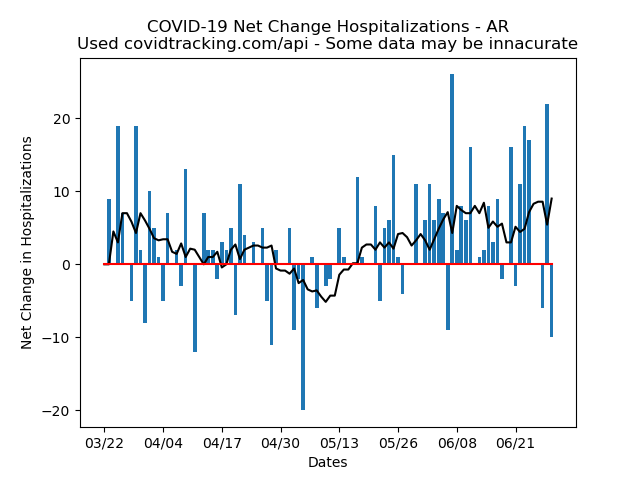 COVID-19 Net Change Hospitalizations - AR
Used covidtracking.com/api - Some data may be innacurate
Net Change in Hospitalizations
20
10
0
−10
−20
03/22 04/04 04/17 04/30 05/13 05/26 06/08 06/21
Dates